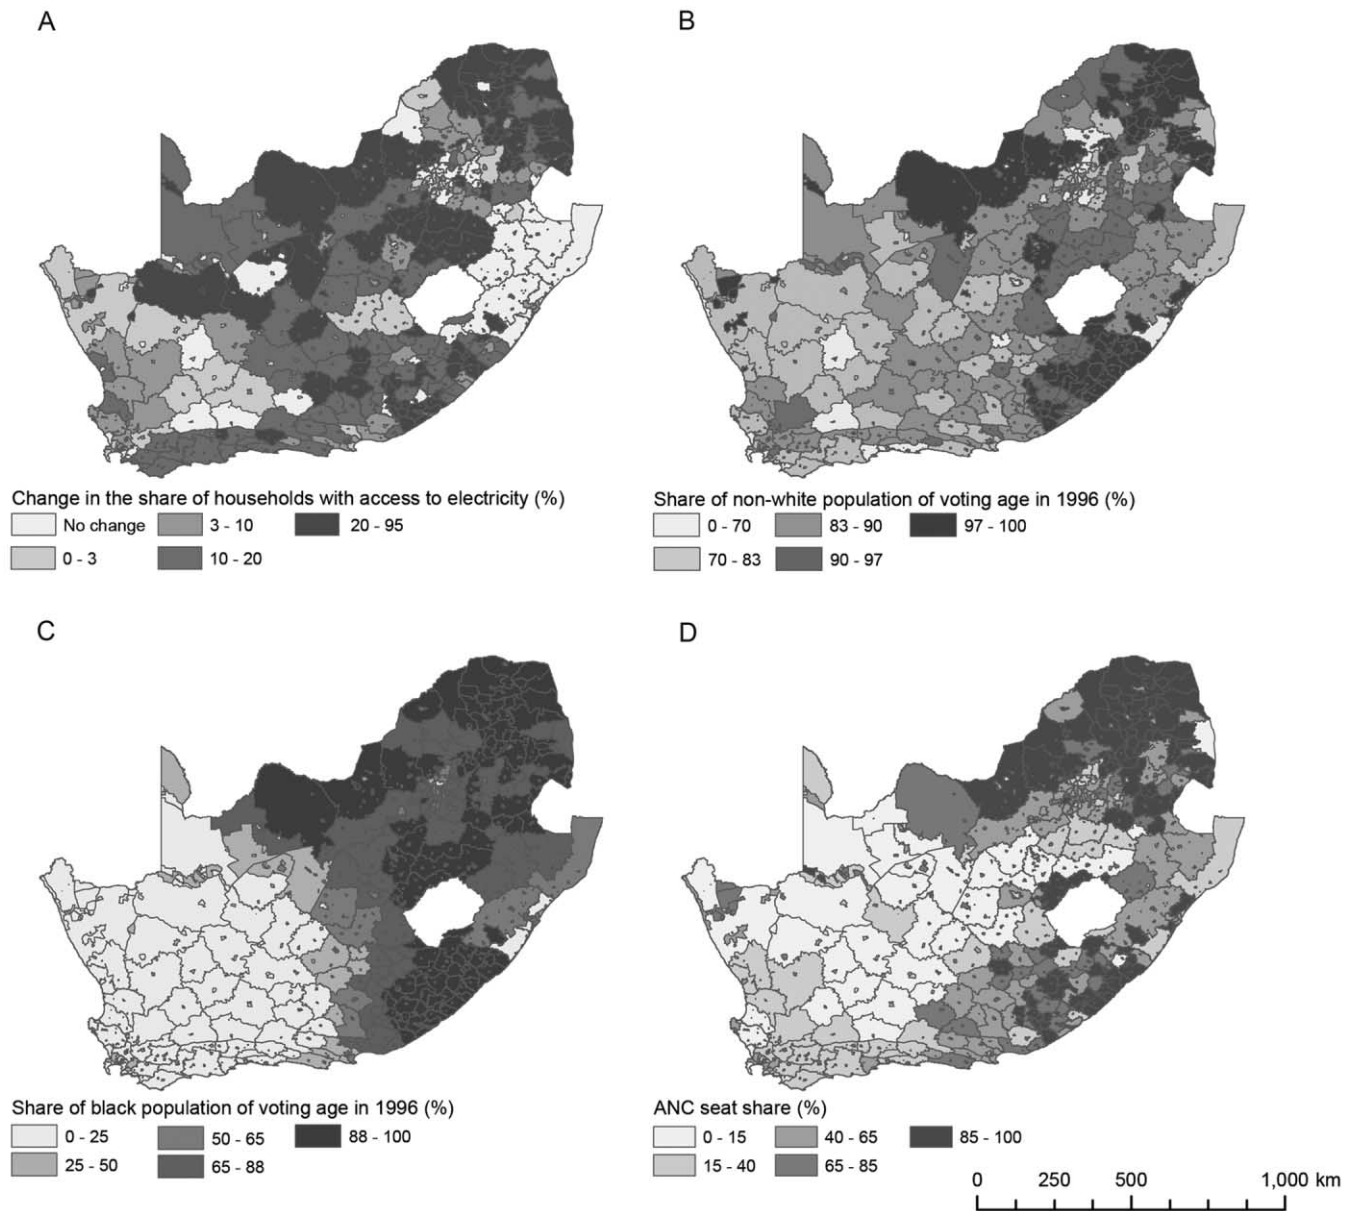 A
B
Change in the share of households with access to electricity (%)
No change
3 - 10
20 - 95
0 - 3
10 - 20
Share of non-white population of voting age in 1996 (%)
0 - 70
83 - 90
97 - 100
70 - 83
90 - 97
C
D
Share of black population of voting age in 1996 (%)
0 - 25
50 - 65
88 - 100
25 - 50
65 - 88
ANC seat share (%)
0 - 15
40 - 65
85 - 100
15 - 40
65 - 85
0 250 500 1,000 km